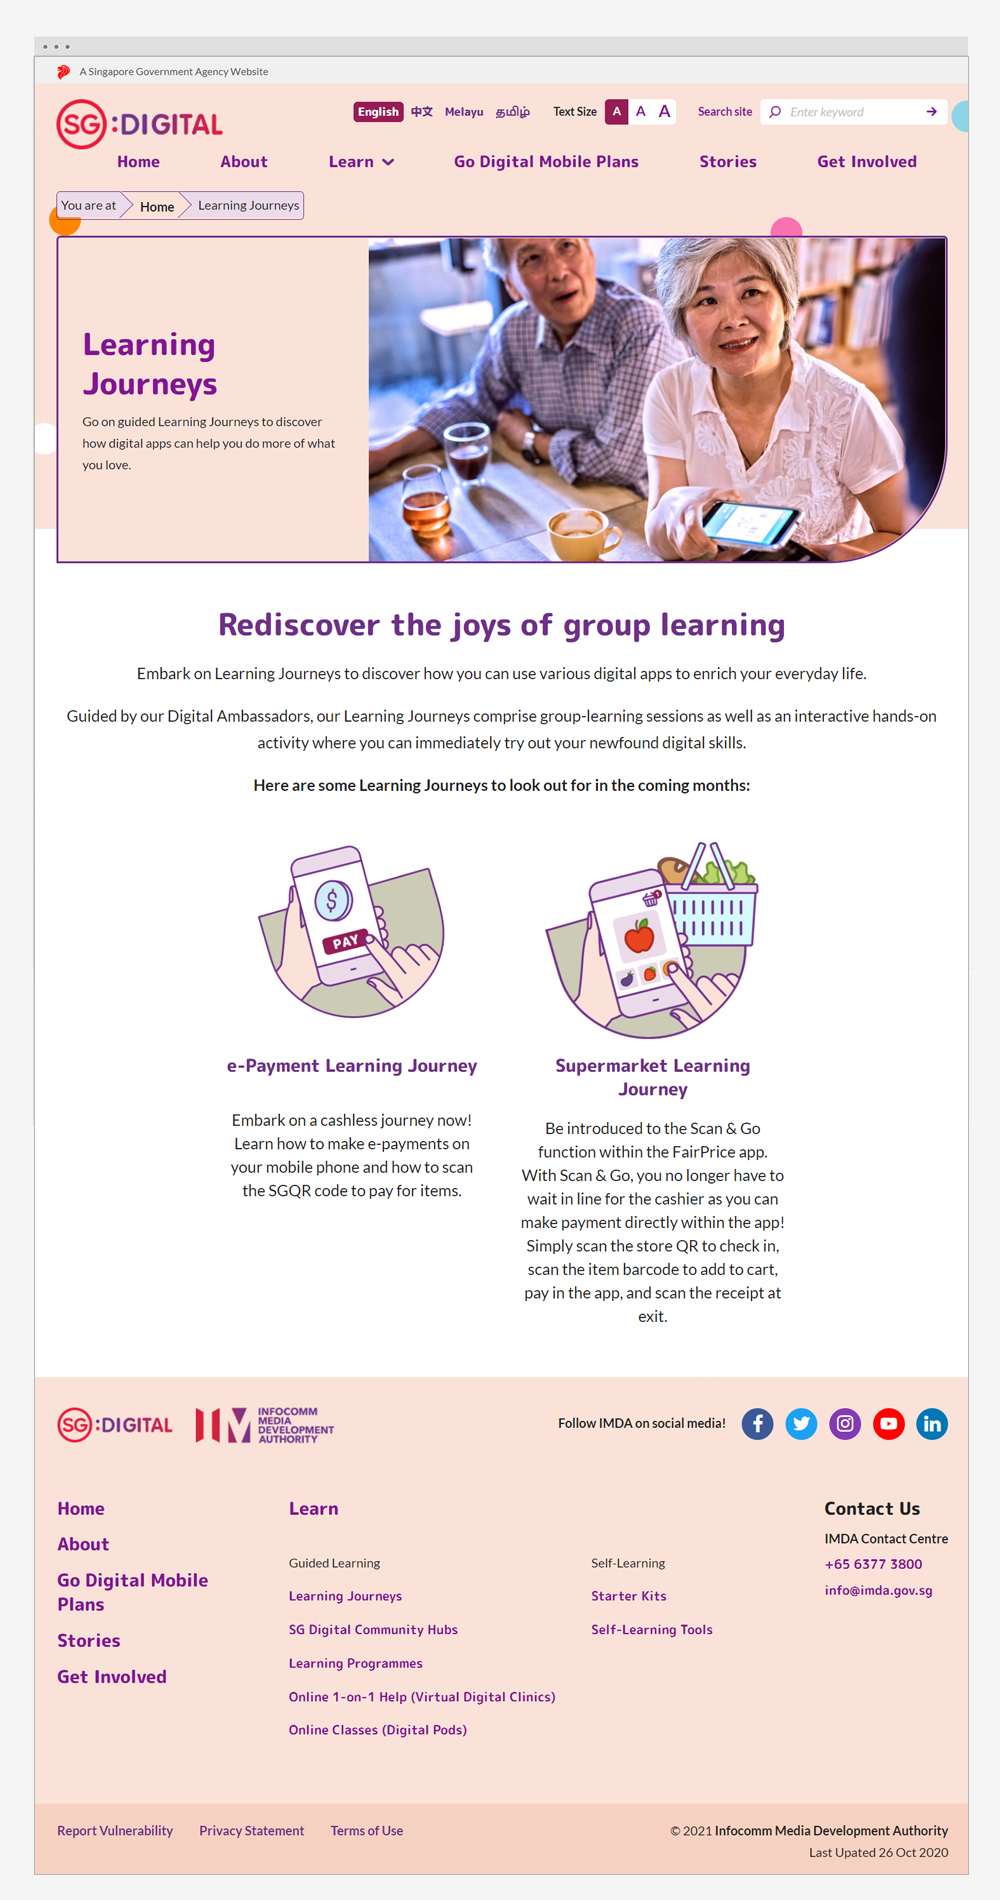 A Singapore Government Agency Website
SG:DIGITAL
English 中文 Melayu தமிழ் Text Size A A A Search site Enter keyword
Home About Learn Go Digital Mobile Plans Stories Get Involved
You are at Home Learning Journeys
Learning
Journeys
Go on guided Learning Journeys to discover
how digital apps can help you do more of what
you love.
Rediscover the joys of group learning
Embark on Learning Journeys to discover how you can use various digital apps to enrich your everyday life.
Guided by our Digital Ambassadors, our Learning Journeys comprise group-learning sessions as well as an interactive hands-on
activity where you can immediately try out your newfound digital skills.
Here are some Learning Journeys to look out for in the coming months:
$
PAY
1
e-Payment Learning Journey
Embark on a cashless journey now!
Learn how to make e-payments on
your mobile phone and how to scan
the SGQR code to pay for items.
Supermarket Learning
Journey
Be introduced to the Scan & Go
function within the FairPrice app.
With Scan & Go, you no longer have to
wait in line for the cashier as you can
make payment directly within the app!
Simply scan the store QR to check in,
scan the item barcode to add to cart,
pay in the app, and scan the receipt at
exit.
SG:DIGITAL
INFOCOMM
MEDIA
DEVELOPMENT
AUTHORITY
Follow IMDA on social media!
Home
About
Go Digital Mobile
Plans
Stories
Get Involved
Learn
Guided Learning
Learning Journeys
SG Digital Community Hubs
Learning Programmes
Online 1-on-1 Help (Virtual Digital Clinics)
Online Classes (Digital Pods)
Self-Learning
Starter Kits
Self-Learning Tools
Contact Us
IMDA Contact Centre
+65 6377 3800
info@imda.gov.sg
Report Vulnerability Privacy Statement Terms of Use
© 2021 Infocomm Media Development Authority
Last Upated 26 Oct 2020